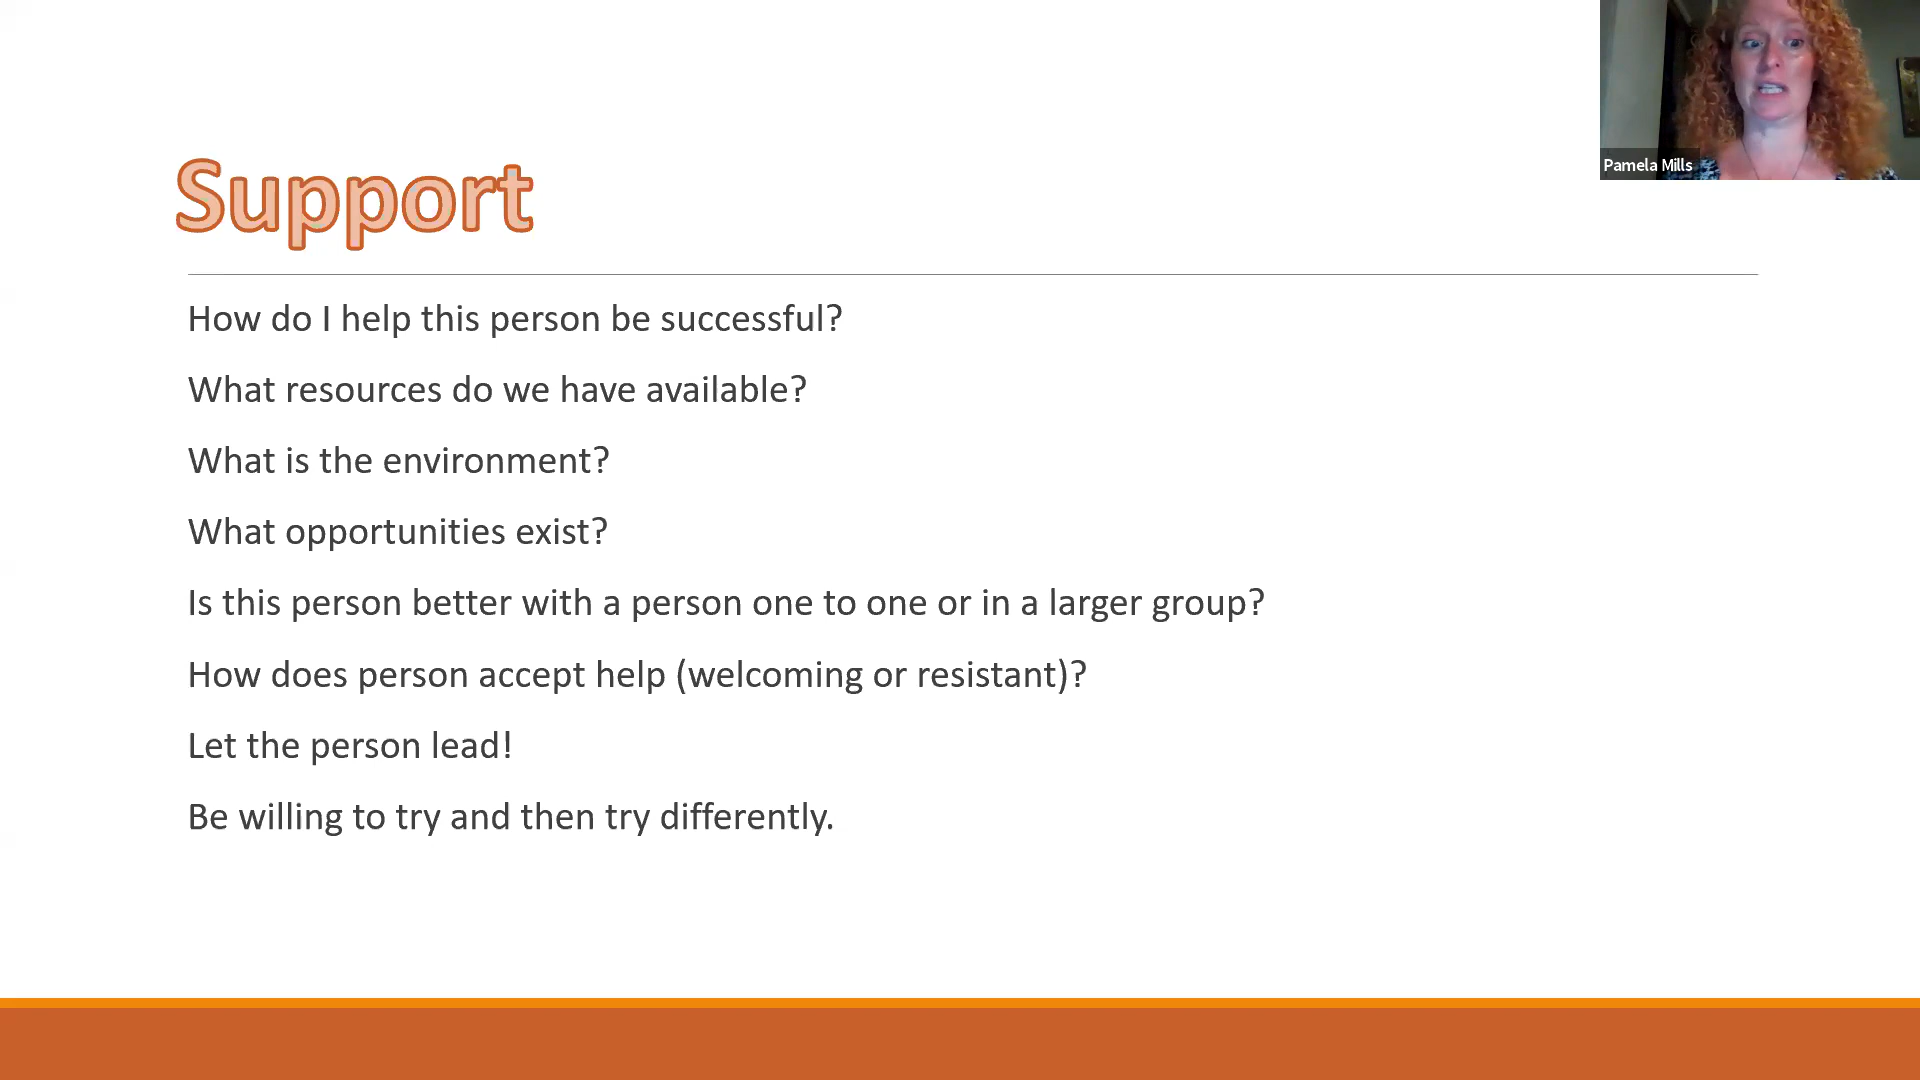 Pamela Mills
Support
How do I help this person be successful?
What resources do we have available?
What is the environment?
What opportunities exist?
Is this person better with a person one to one or in a larger group?
How does person accept help (welcoming or resistant)?
Let the person lead!
Be willing to try and then try differently.